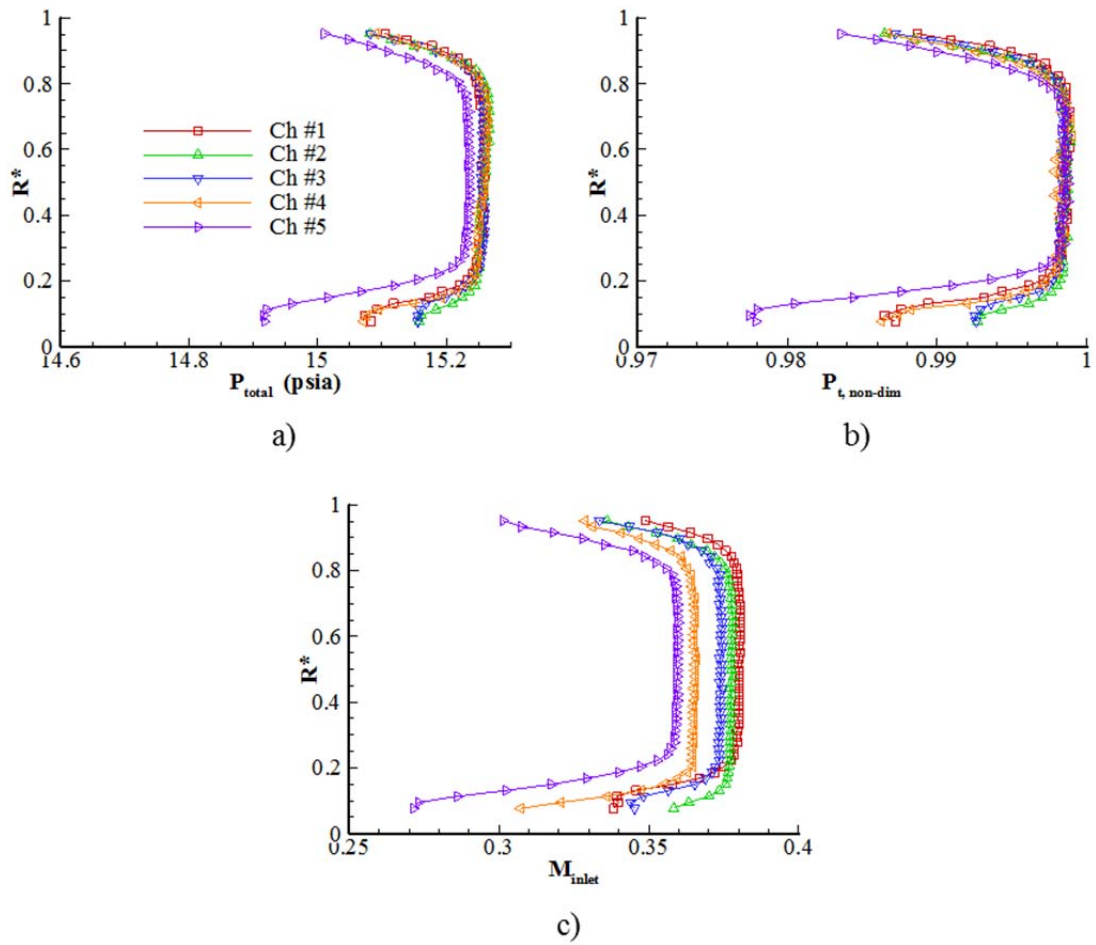 1
0.8
0.6
R*
0.4
0.2
0
14.6
14.8
15
15.2
P_total (psia)
Ch #1
Ch #2
Ch #3
Ch #4
Ch #5
a)
1
0.8
0.6
R*
0.4
0.2
0
0.97
0.98
0.99
1
P_t, non-dim
b)
1
0.8
0.6
R*
0.4
0.2
0
0.25
0.3
0.35
0.4
M_inlet
c)